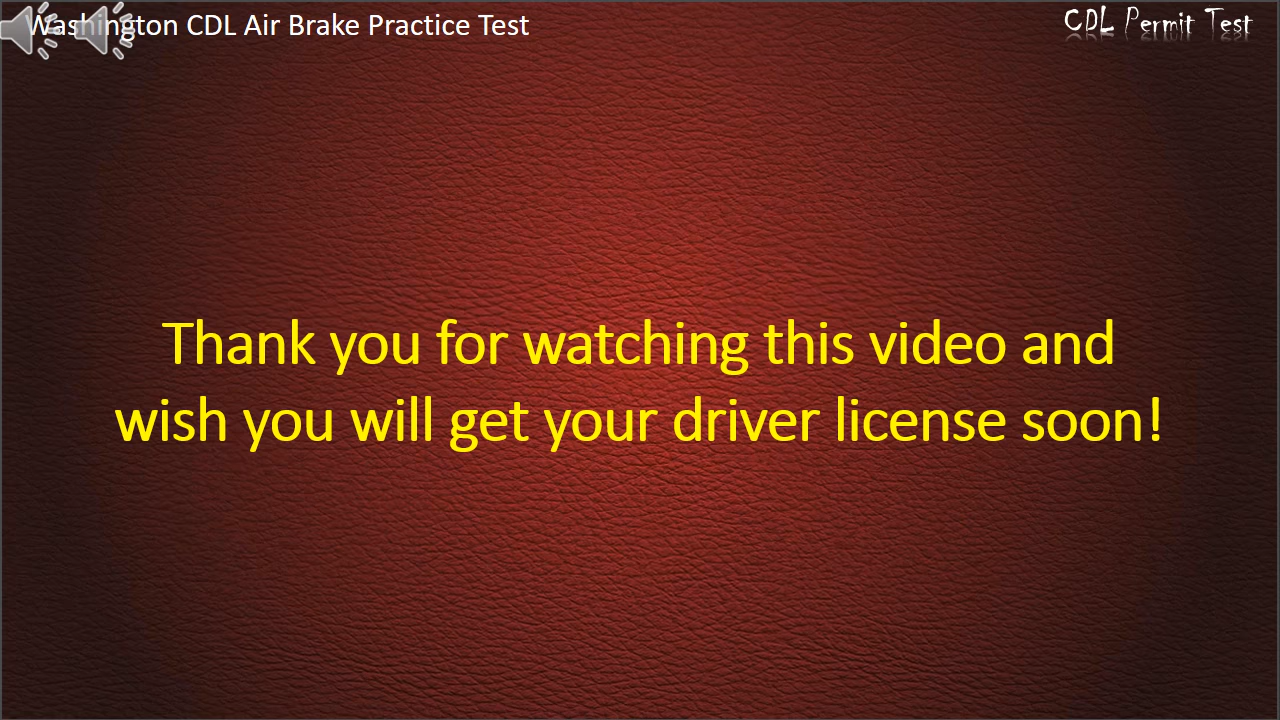 Washington CDL Air Brake Practice Test
CDL Permit Test
Thank you for watching this video and
wish you will get your driver license soon!